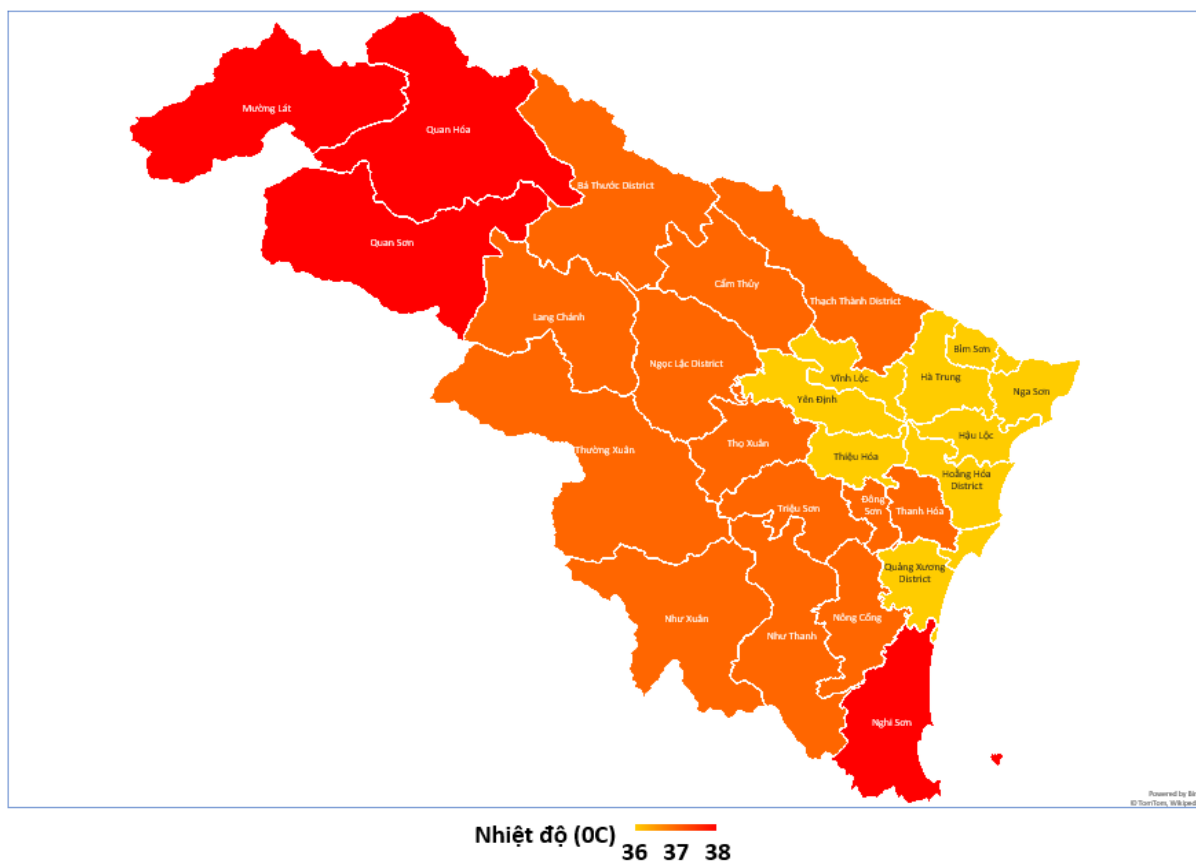 Mường Lát
Quan Hóa
Bá Thước District
Quan Sơn
Cẩm Thủy
Thạch Thành District
Lang Chánh
Bỉm Sơn
Ngọc Lặc District
Vĩnh Lộc
Hà Trung
Nga Sơn
Yên Định
Hậu Lộc
Thọ Xuân
Thường Xuân
Thiệu Hóa
Hoằng Hóa
District
Triệu Sơn
Đông
Sơn
Thanh Hóa
Quảng Xương
District
Như Xuân
Nông Cống
Như Thanh
Nghi Sơn
Powered by Bin
© TomTom, Wikiped
Nhiệt độ (0C)
36 37 38